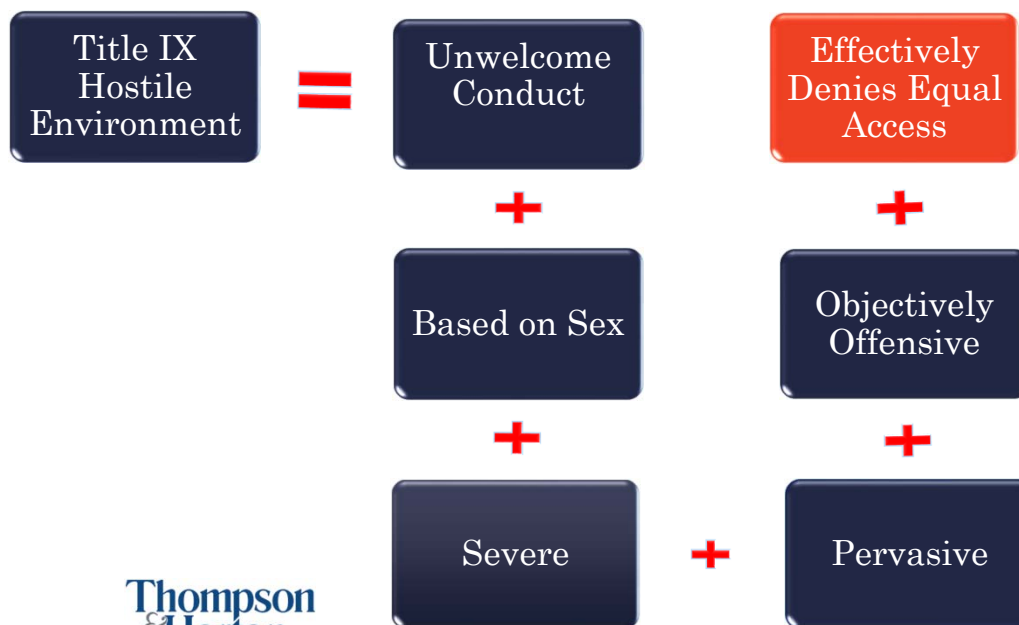 Title IX
Hostile
Environment
=
Unwelcome
Conduct
+
Based on Sex
+
Severe
+
Pervasive
+
Objectively
Offensive
+
Effectively
Denies Equal
Access
Thompson
&